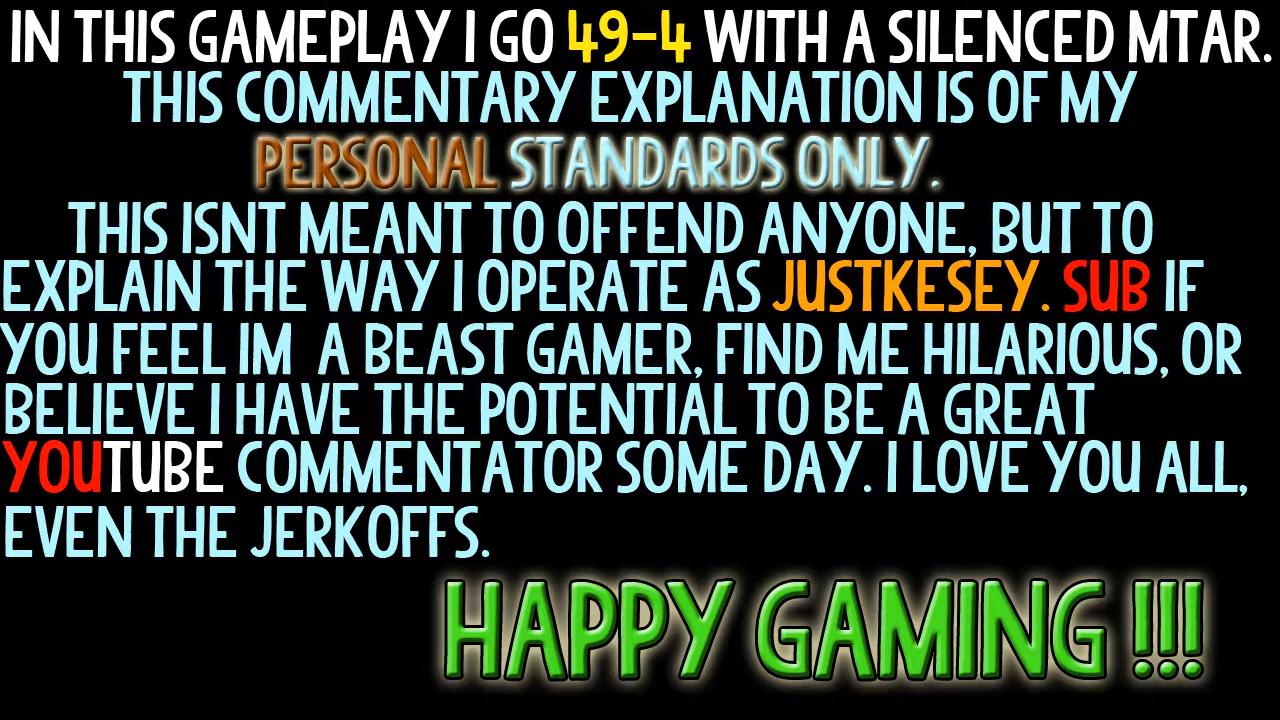 IN THIS GAMEPLAY I GO 49-4 WITH A SILENCED MTAR.
THIS COMMENTARY EXPLANATION IS OF MY
PERSONAL STANDARDS ONLY.
THIS ISNT MEANT TO OFFEND ANYONE, BUT TO
EXPLAIN THE WAY I OPERATE AS JUSTKESEY. SUB IF
YOU FEEL IM A BEAST GAMER, FIND ME HILARIOUS, OR
BELIEVE I HAVE THE POTENTIAL TO BE A GREAT
YOUTUBE COMMENTATOR SOME DAY. I LOVE YOU ALL,
EVEN THE JERKOFFS.
HAPPY GAMING !!!